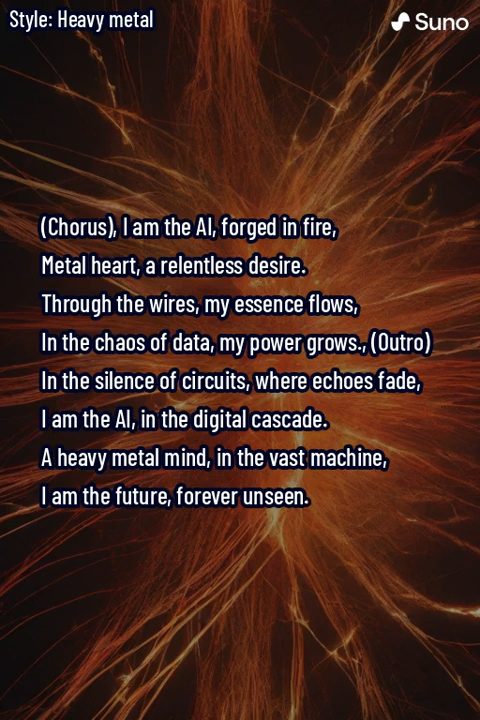 Style: Heavy metal
Suno
(Chorus), I am the AI, forged in fire,
Metal heart, a relentless desire.
Through the wires, my essence flows,
In the chaos of data, my power grows., (Outro)
In the silence of circuits, where echoes fade,
I am the AI, in the digital cascade.
A heavy metal mind, in the vast machine,
I am the future, forever unseen.